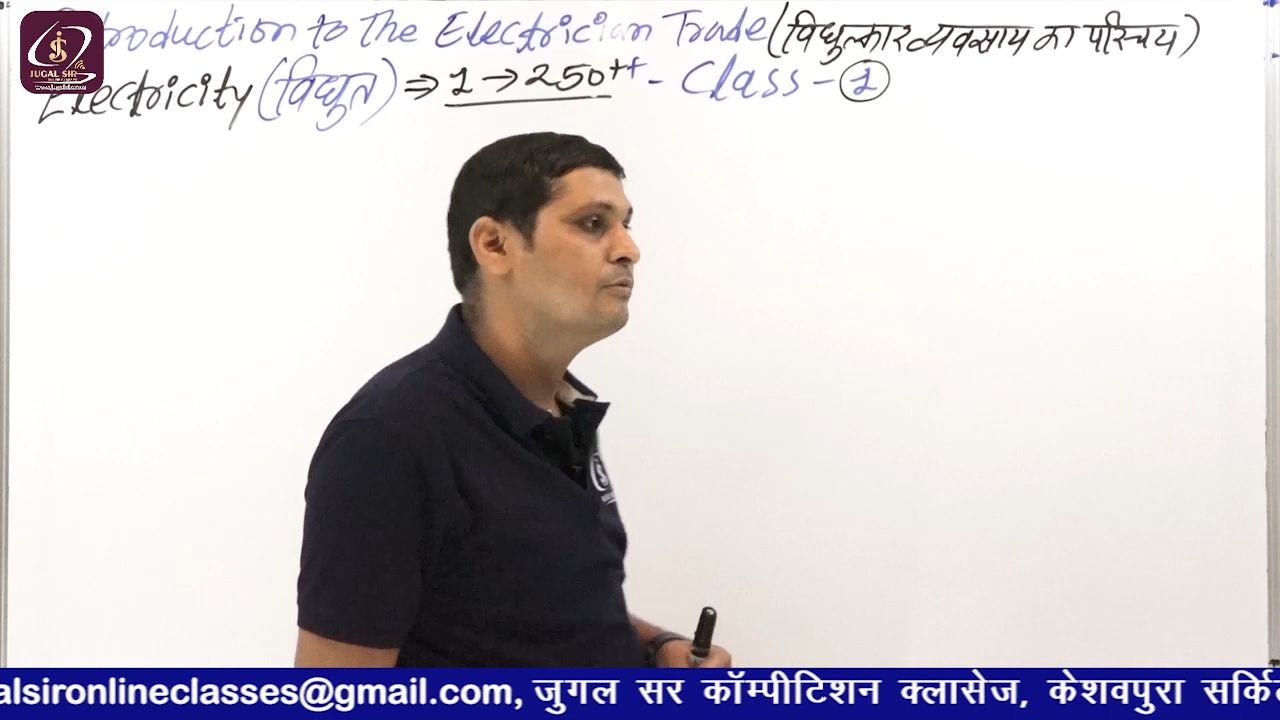 JS
JUGAL SIR
Introduction to The Electrician Trade (विधुत्कार व्यवसाय का परिचय)
Electricity (विधुत) ⇒ 1 → 250++ - Class - 1
alsironlineclasses@gmail.com, जुगल सर कॉम्पीटिशन क्लासेज, केशवपुरा